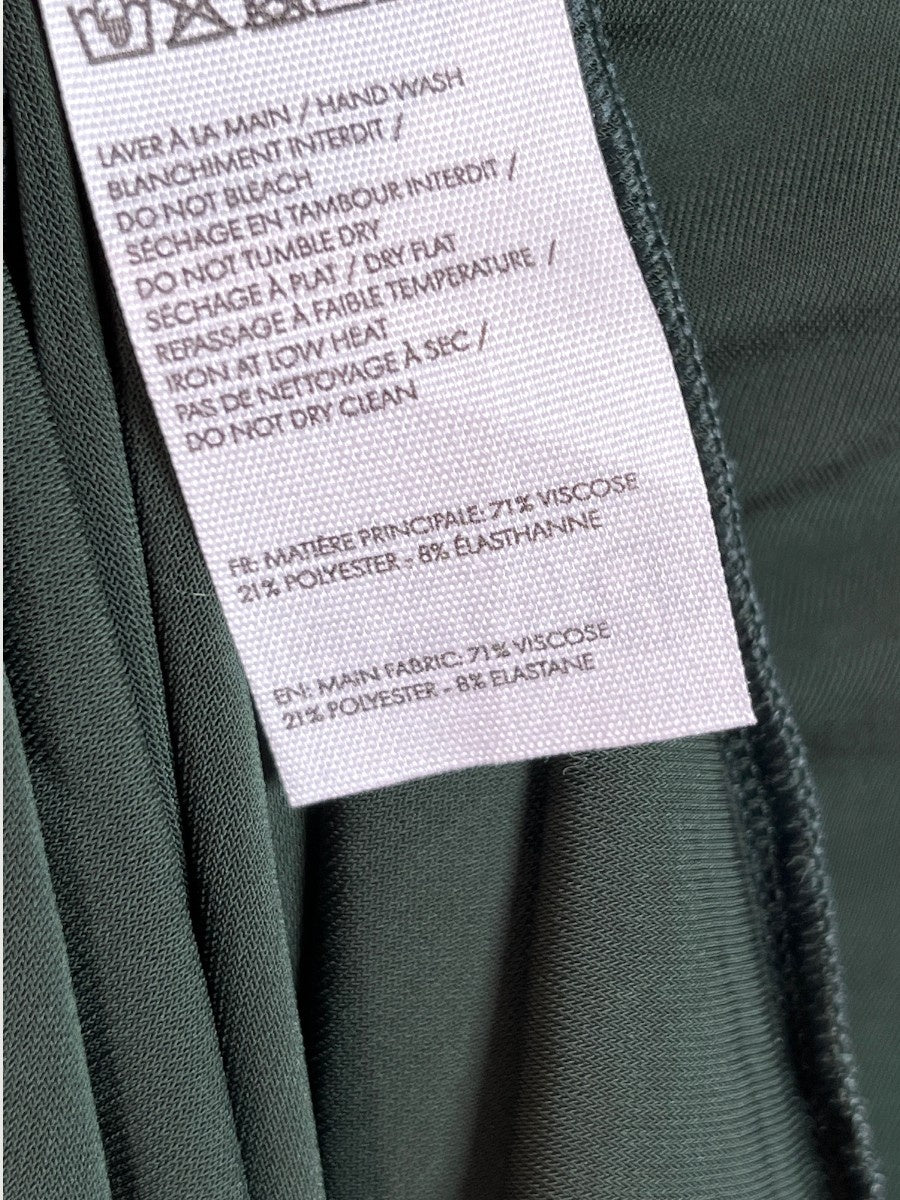 LAVER À LA MAIN / HAND WASH
BLANCHIMENT INTERDIT /
DO NOT BLEACH
SÉCHAGE EN TAMBOUR INTERDIT /
DO NOT TUMBLE DRY
SÉCHAGE À PLAT / DRY FLAT
REPASSAGE À FAIBLE TEMPERATURE /
IRON AT LOW HEAT
PAS DE NETTOYAGE À SEC /
DO NOT DRY CLEAN
FR: MATIÈRE PRINCIPALE: 71% VISCOSE
21% POLYESTER - 8% ÉLASTHANNE
EN: MAIN FABRIC: 71% VISCOSE
21% POLYESTER - 8% ELASTANE